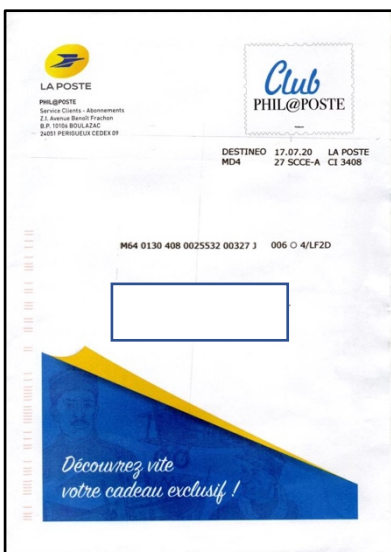 LA POSTE
PHIL@POSTE
Service Clients - Abonnements
Z.I. Avenue Benoît Frachon
B.P. 10106 BOULAZAC
24051 PERIGUEUX CEDEX 09
Club
PHIL@POSTE
DESTINEO 17.07.20 LA POSTE
MD4 27 SCCE-A CI 3408
M64 0130 408 0025532 00327 J 006 O 4/LF2D
Découvrez vite
votre cadeau exclusif !